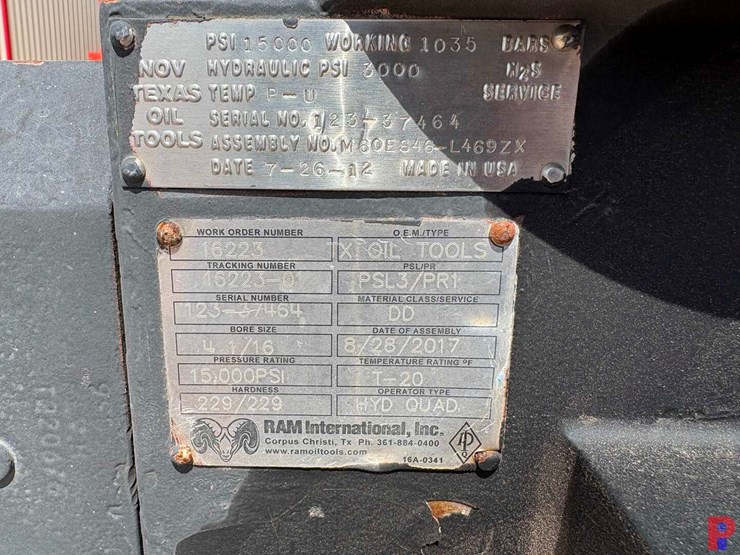 PSI 15000 WORKING 1035 BARS
NOV HYDRAULIC PSI 3000 H2S
TEXAS TEMP P-U SERVICE
OIL SERIAL NO. 123-37464
TOOLS ASSEMBLY NO. M60ES48-L469ZX
DATE 7-26-12 MADE IN USA
WORK ORDER NUMBER O.E.M./TYPE
16223 TX OIL TOOLS
TRACKING NUMBER PSL/PR
16223-01 PSL3/PR1
SERIAL NUMBER MATERIAL CLASS/SERVICE
123-37464 DD
BORE SIZE DATE OF ASSEMBLY
4 1/16 8/28/2017
PRESSURE RATING TEMPERATURE RATING ºF
15,000PSI T-20
HARDNESS OPERATOR TYPE
229/229 HYD QUAD
RAM International, Inc.
Corpus Christi, Tx Ph. 361-884-0400
www.ramoiltools.com
16A-0341